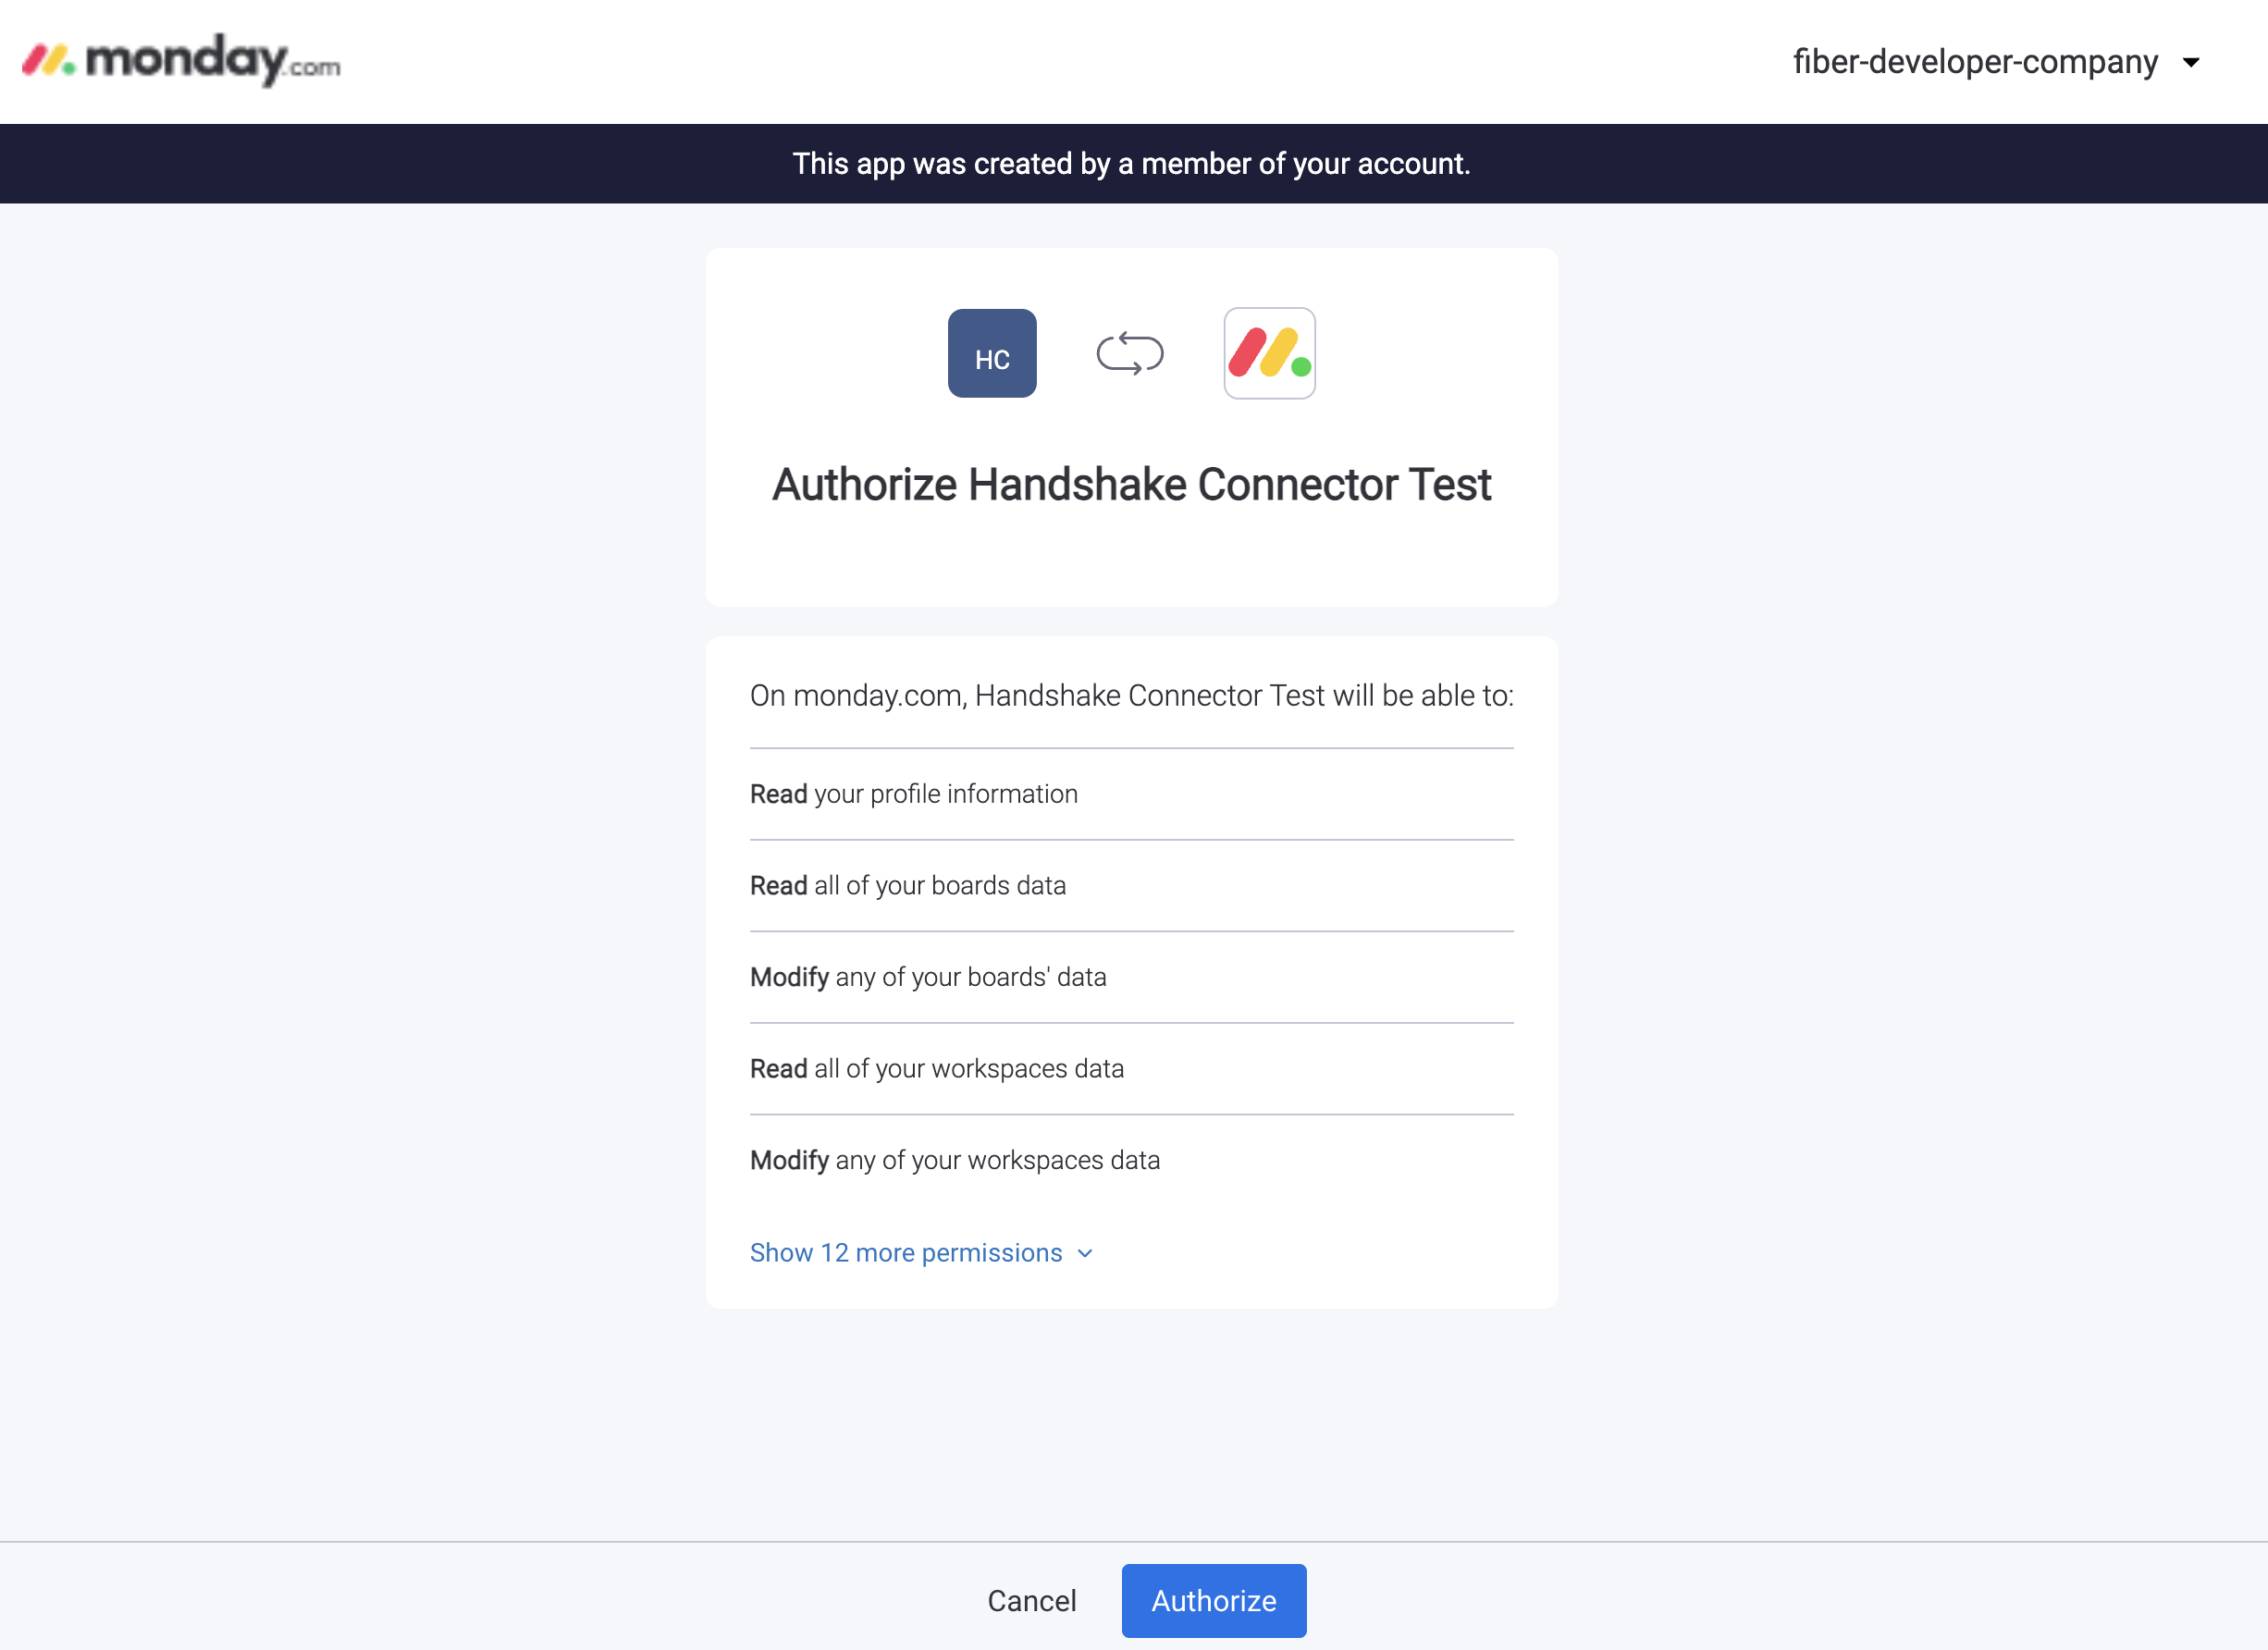 monday.com
fiber-developer-company
This app was created by a member of your account.
HC
Authorize Handshake Connector Test
On monday.com, Handshake Connector Test will be able to:
Read your profile information
Read all of your boards data
Modify any of your boards' data
Read all of your workspaces data
Modify any of your workspaces data
Show 12 more permissions
Cancel
Authorize